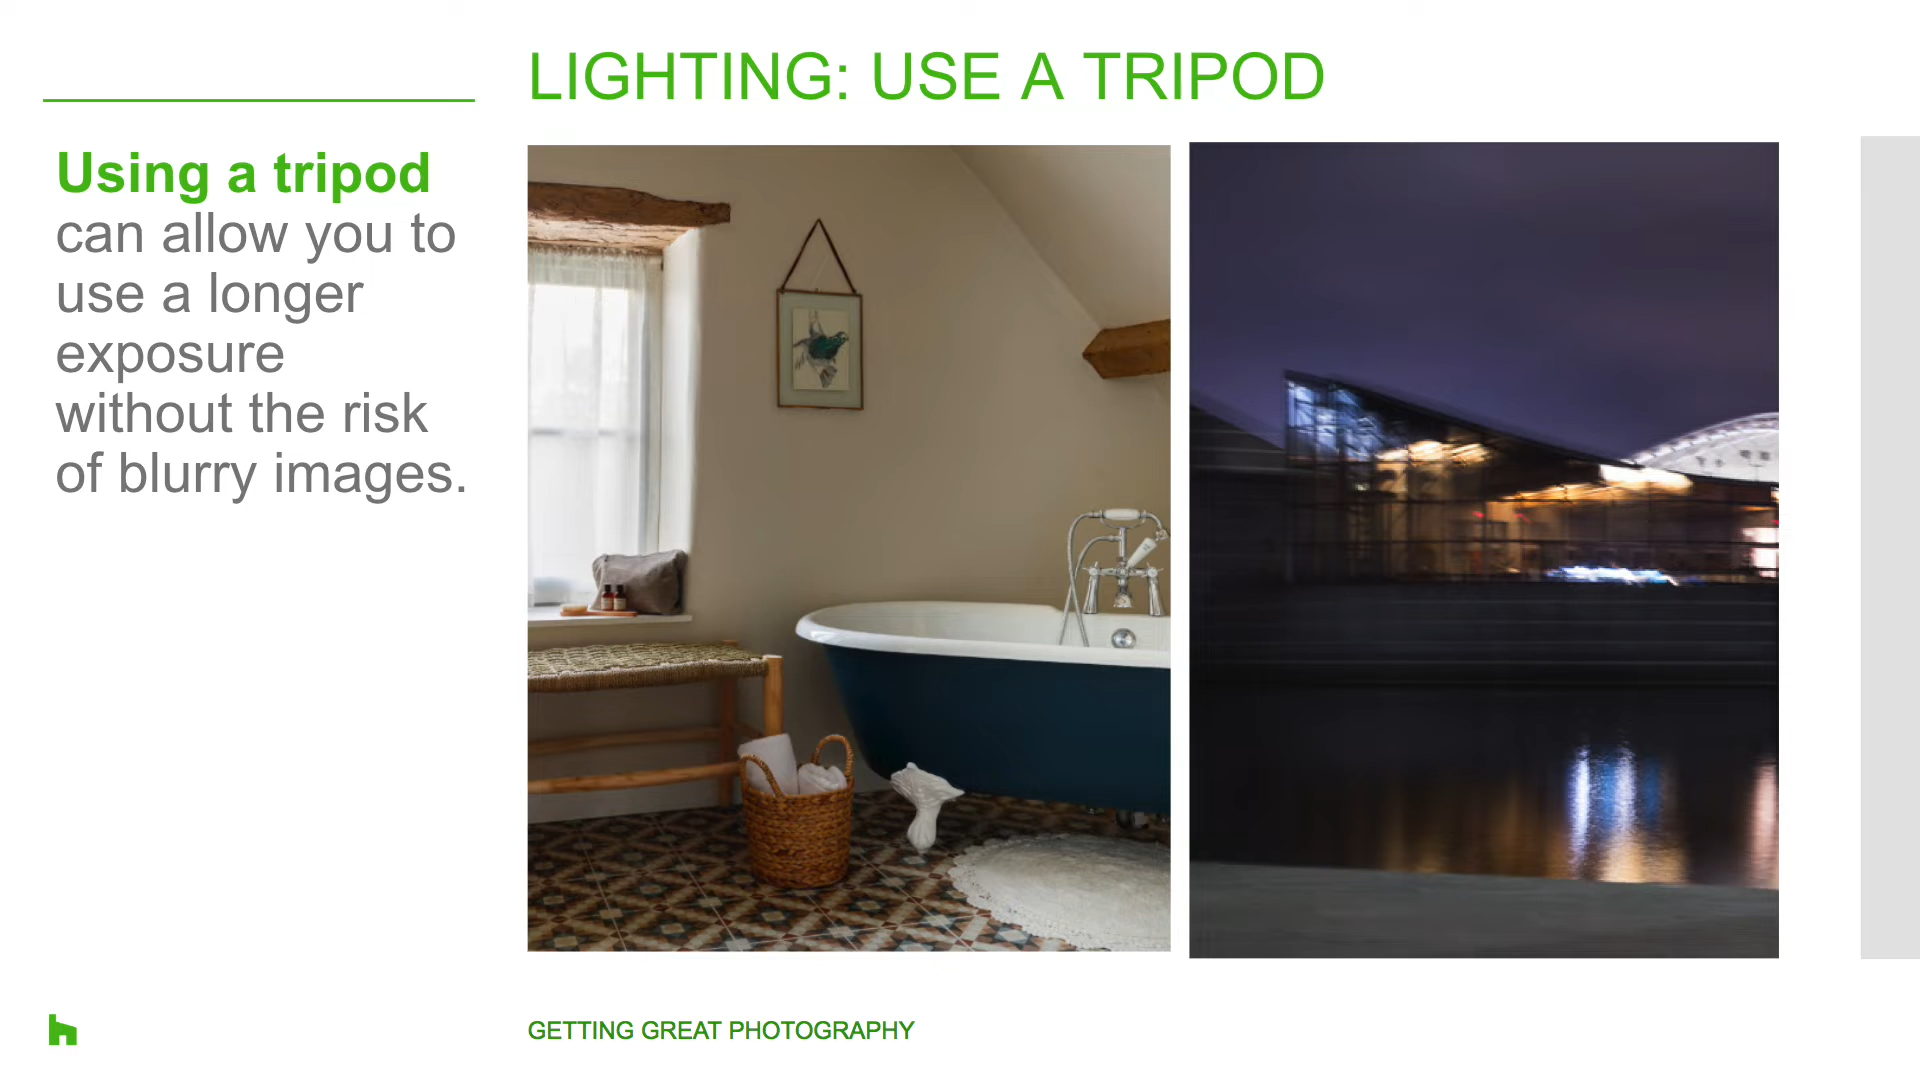 LIGHTING: USE A TRIPOD
Using a tripod
can allow you to
use a longer
exposure
without the risk
of blurry images.
GETTING GREAT PHOTOGRAPHY